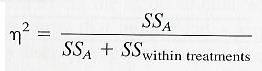 η² = SS_A / (SS_A + SS_within treatments)